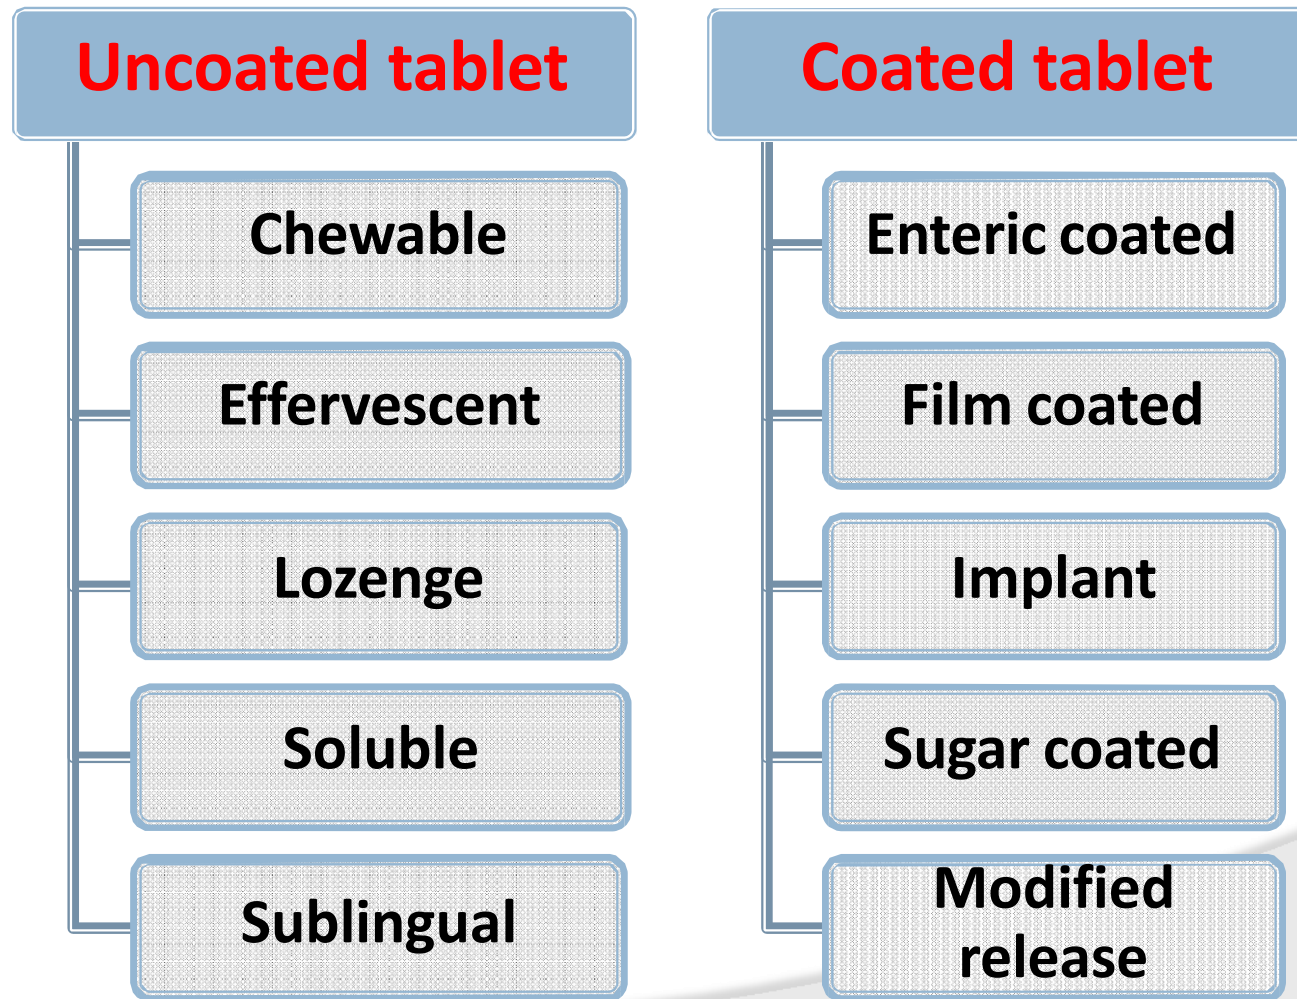 Uncoated tablet
Chewable
Effervescent
Lozenge
Soluble
Sublingual
Coated tablet
Enteric coated
Film coated
Implant
Sugar coated
Modified
release